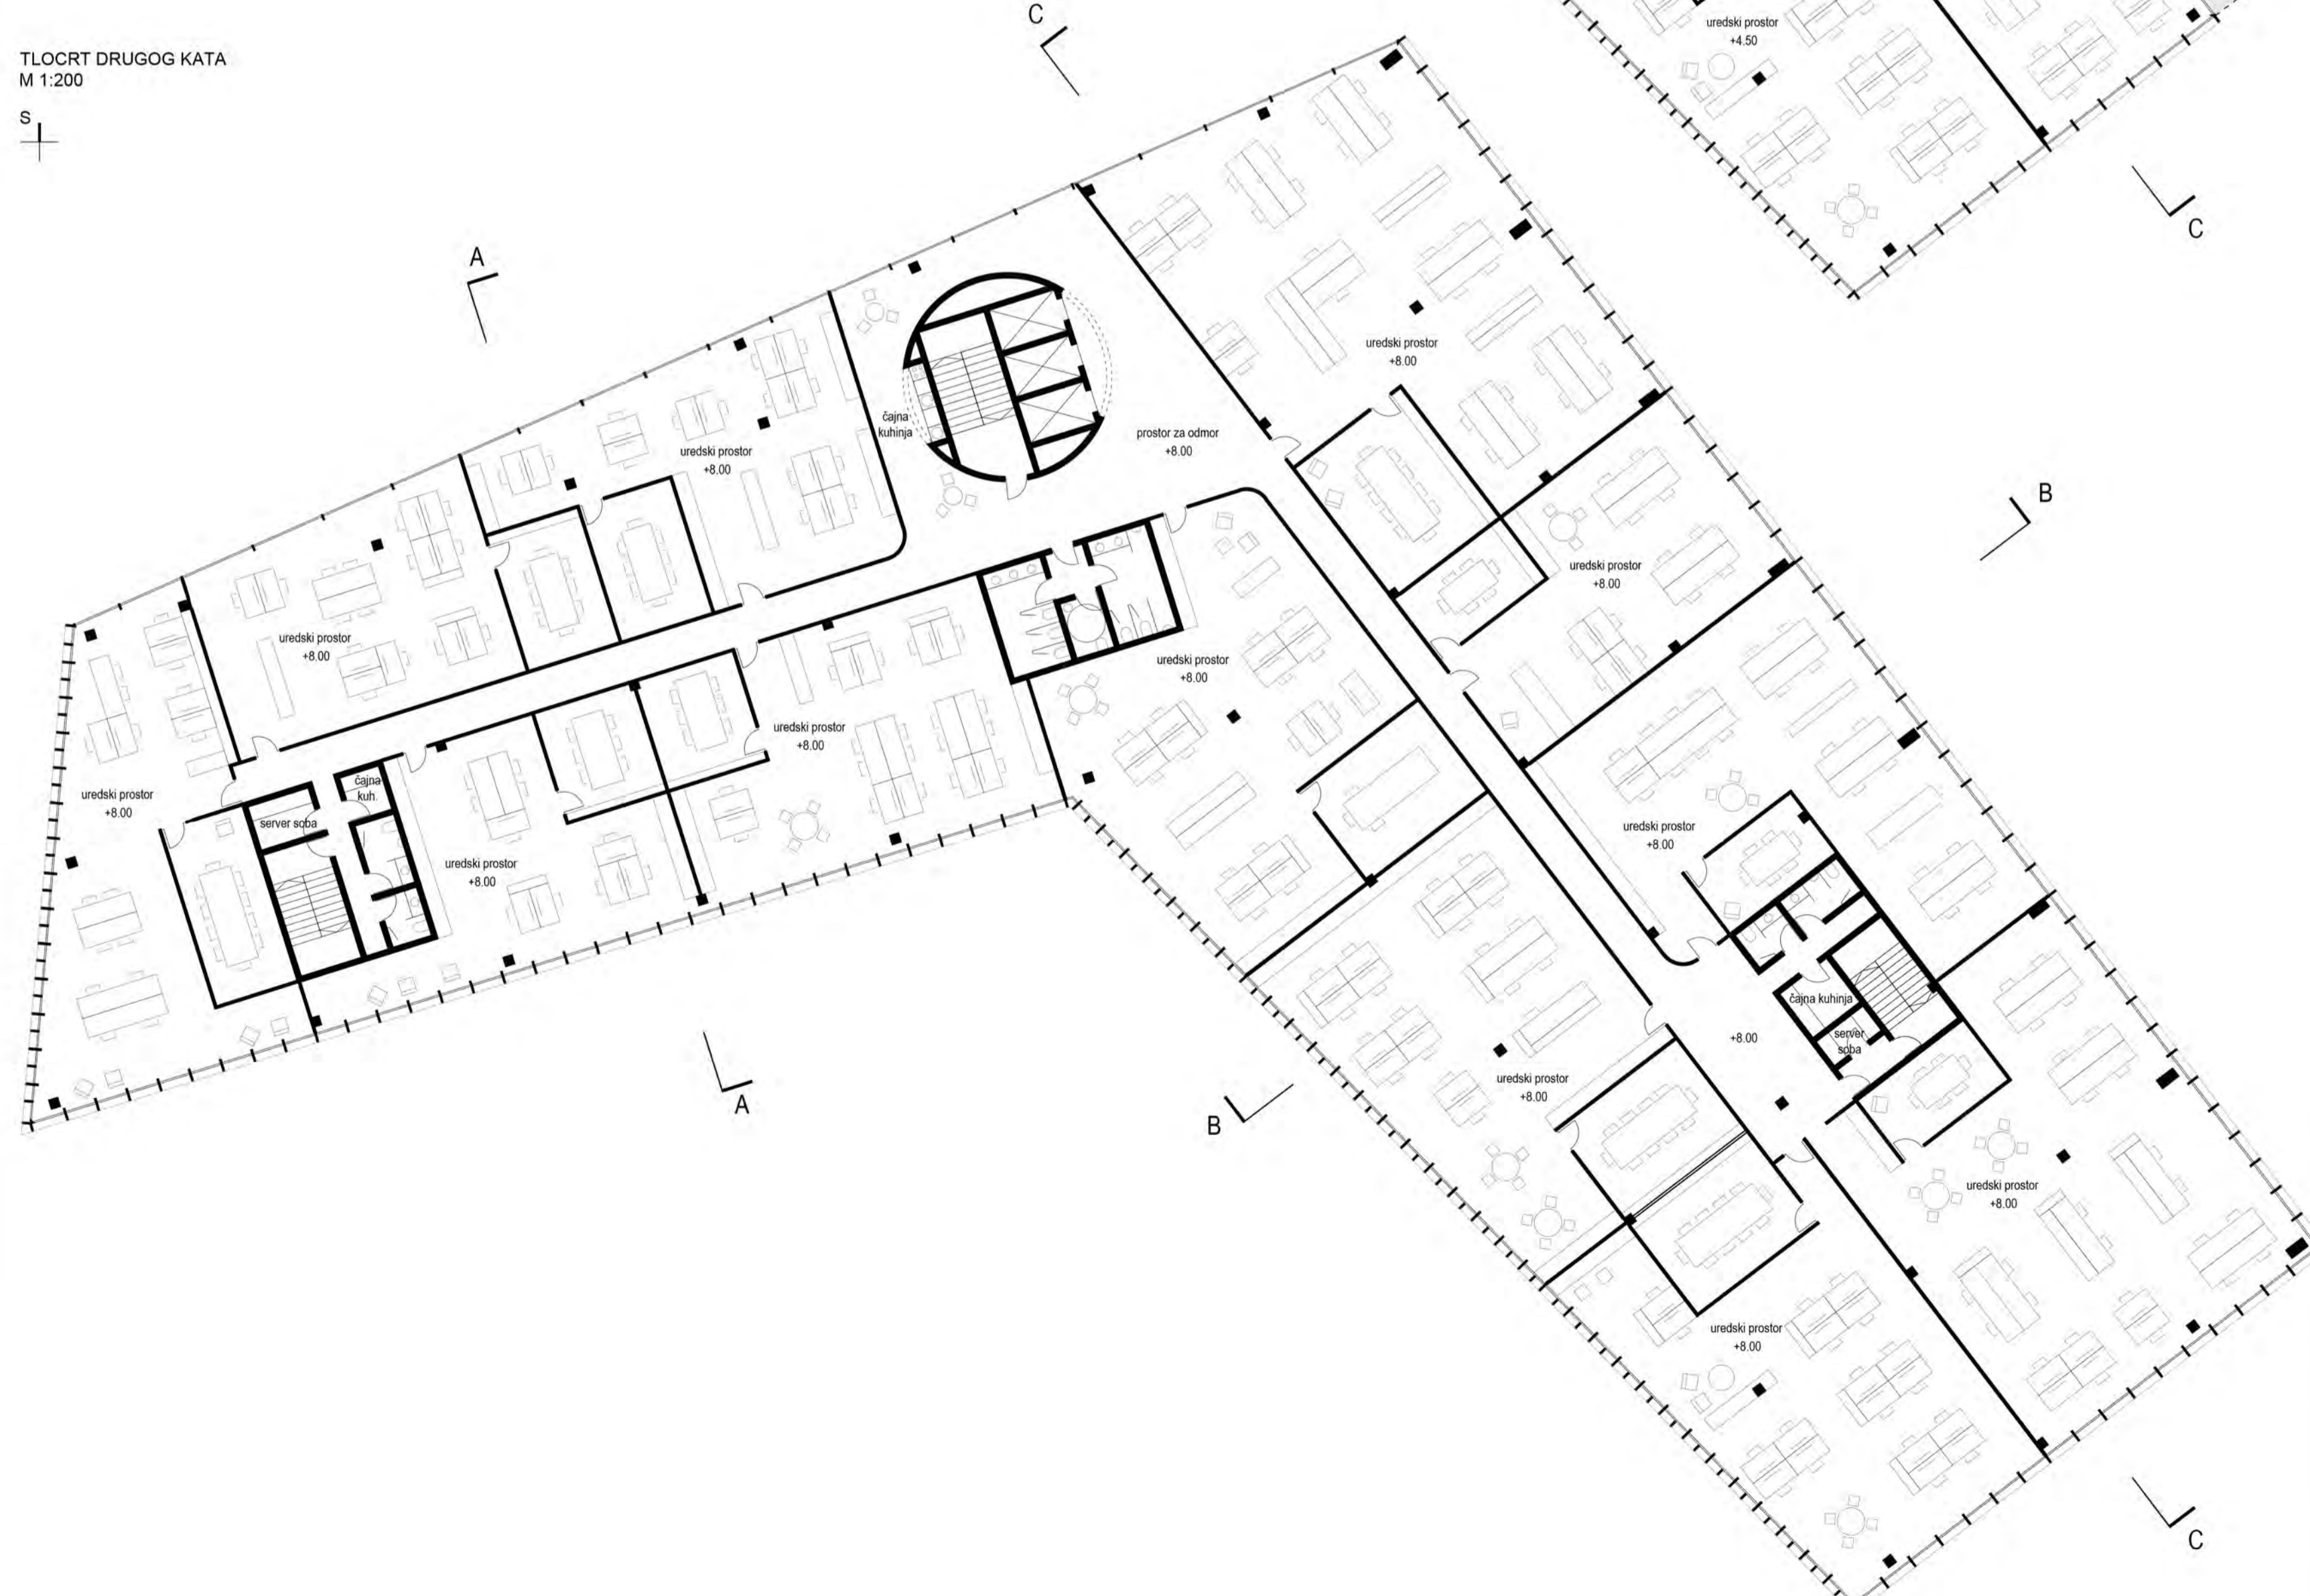 TLOCRT DRUGOG KATA
M 1:200
S
C
uredski prostor
+4.50
C
A
uredski prostor
+8.00
B
čajna
kuhinja
prostor za odmor
+8.00
uredski prostor
+8.00
uredski prostor
+8.00
uredski prostor
+8.00
uredski prostor
+8.00
uredski prostor
+8.00
čajna
kuh.
uredski prostor
+8.00
server soba
uredski prostor
+8.00
uredski prostor
+8.00
čajna kuhinja
server
soba
+8.00
uredski prostor
+8.00
A
B
uredski prostor
+8.00
uredski prostor
+8.00
C